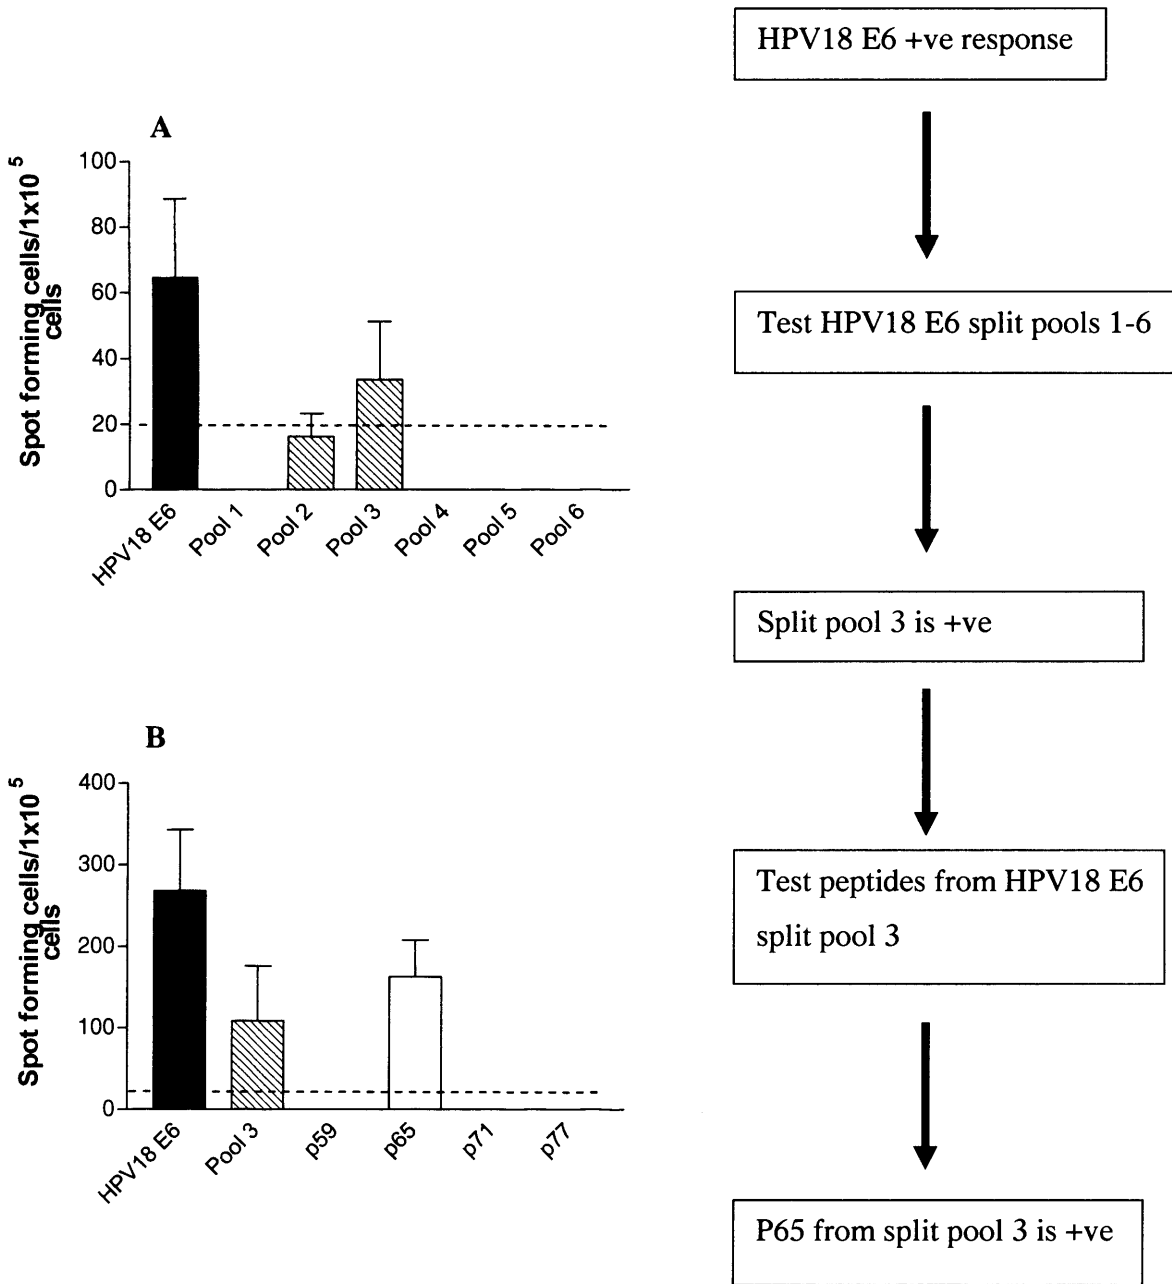 HPV18 E6 +ve response
A
Spot forming cells/1x10 5
cells
100
80
60
40
20
0
HPV18 E6
Pool 1
Pool 2
Pool 3
Pool 4
Pool 5
Pool 6
Test HPV18 E6 split pools 1-6
Split pool 3 is +ve
B
Spot forming cells/1x10 5
cells
400
300
200
100
0
HPV18 E6
Pool 3
p59
p65
p71
p77
Test peptides from HPV18 E6
split pool 3
P65 from split pool 3 is +ve